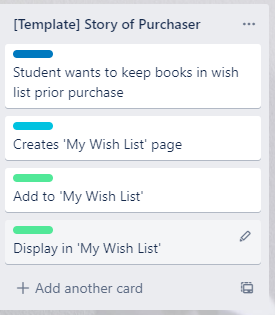 [Template] Story of Purchaser
Student wants to keep books in wish
list prior purchase
Creates 'My Wish List' page
Add to 'My Wish List'
Display in 'My Wish List'
Add another card